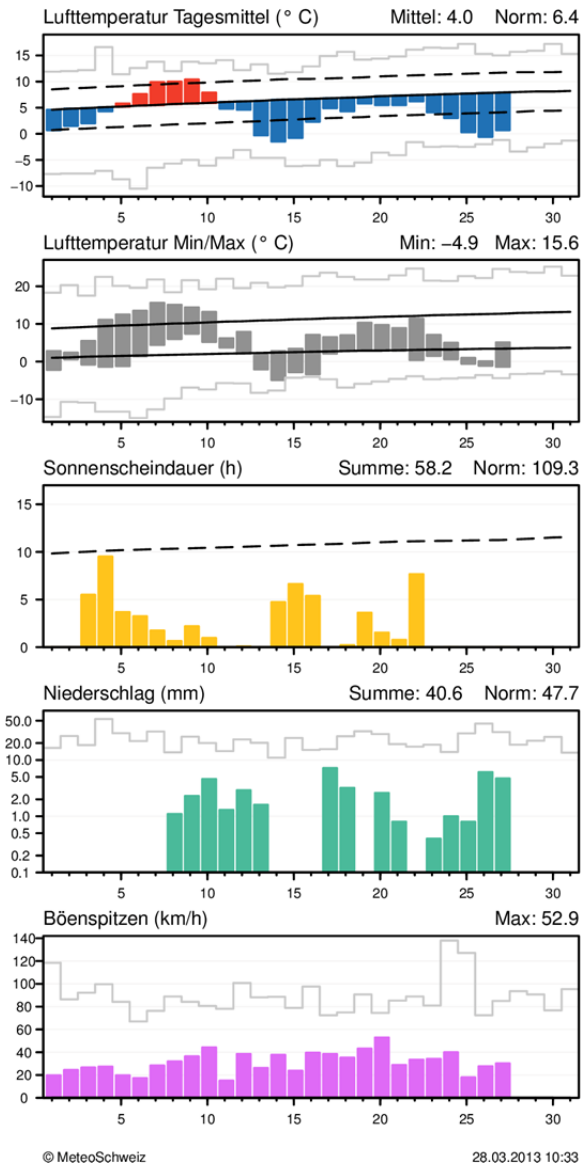 Lufttemperatur Tagesmittel (° C) Mittel: 4.0 Norm: 6.4
15
10
5
0
−5
−10
5 10 15 20 25 30
Lufttemperatur Min/Max (° C) Min: −4.9 Max: 15.6
20
10
0
−10
5 10 15 20 25 30
Sonnenscheindauer (h) Summe: 58.2 Norm: 109.3
15
10
5
0
5 10 15 20 25 30
Niederschlag (mm) Summe: 40.6 Norm: 47.7
50.0
20.0
10.0
5.0
2.0
1.0
0.5
0.2
0.1
5 10 15 20 25 30
Böenspitzen (km/h) Max: 52.9
140
120
100
80
60
40
20
0
5 10 15 20 25 30
© MeteoSchweiz 28.03.2013 10:33